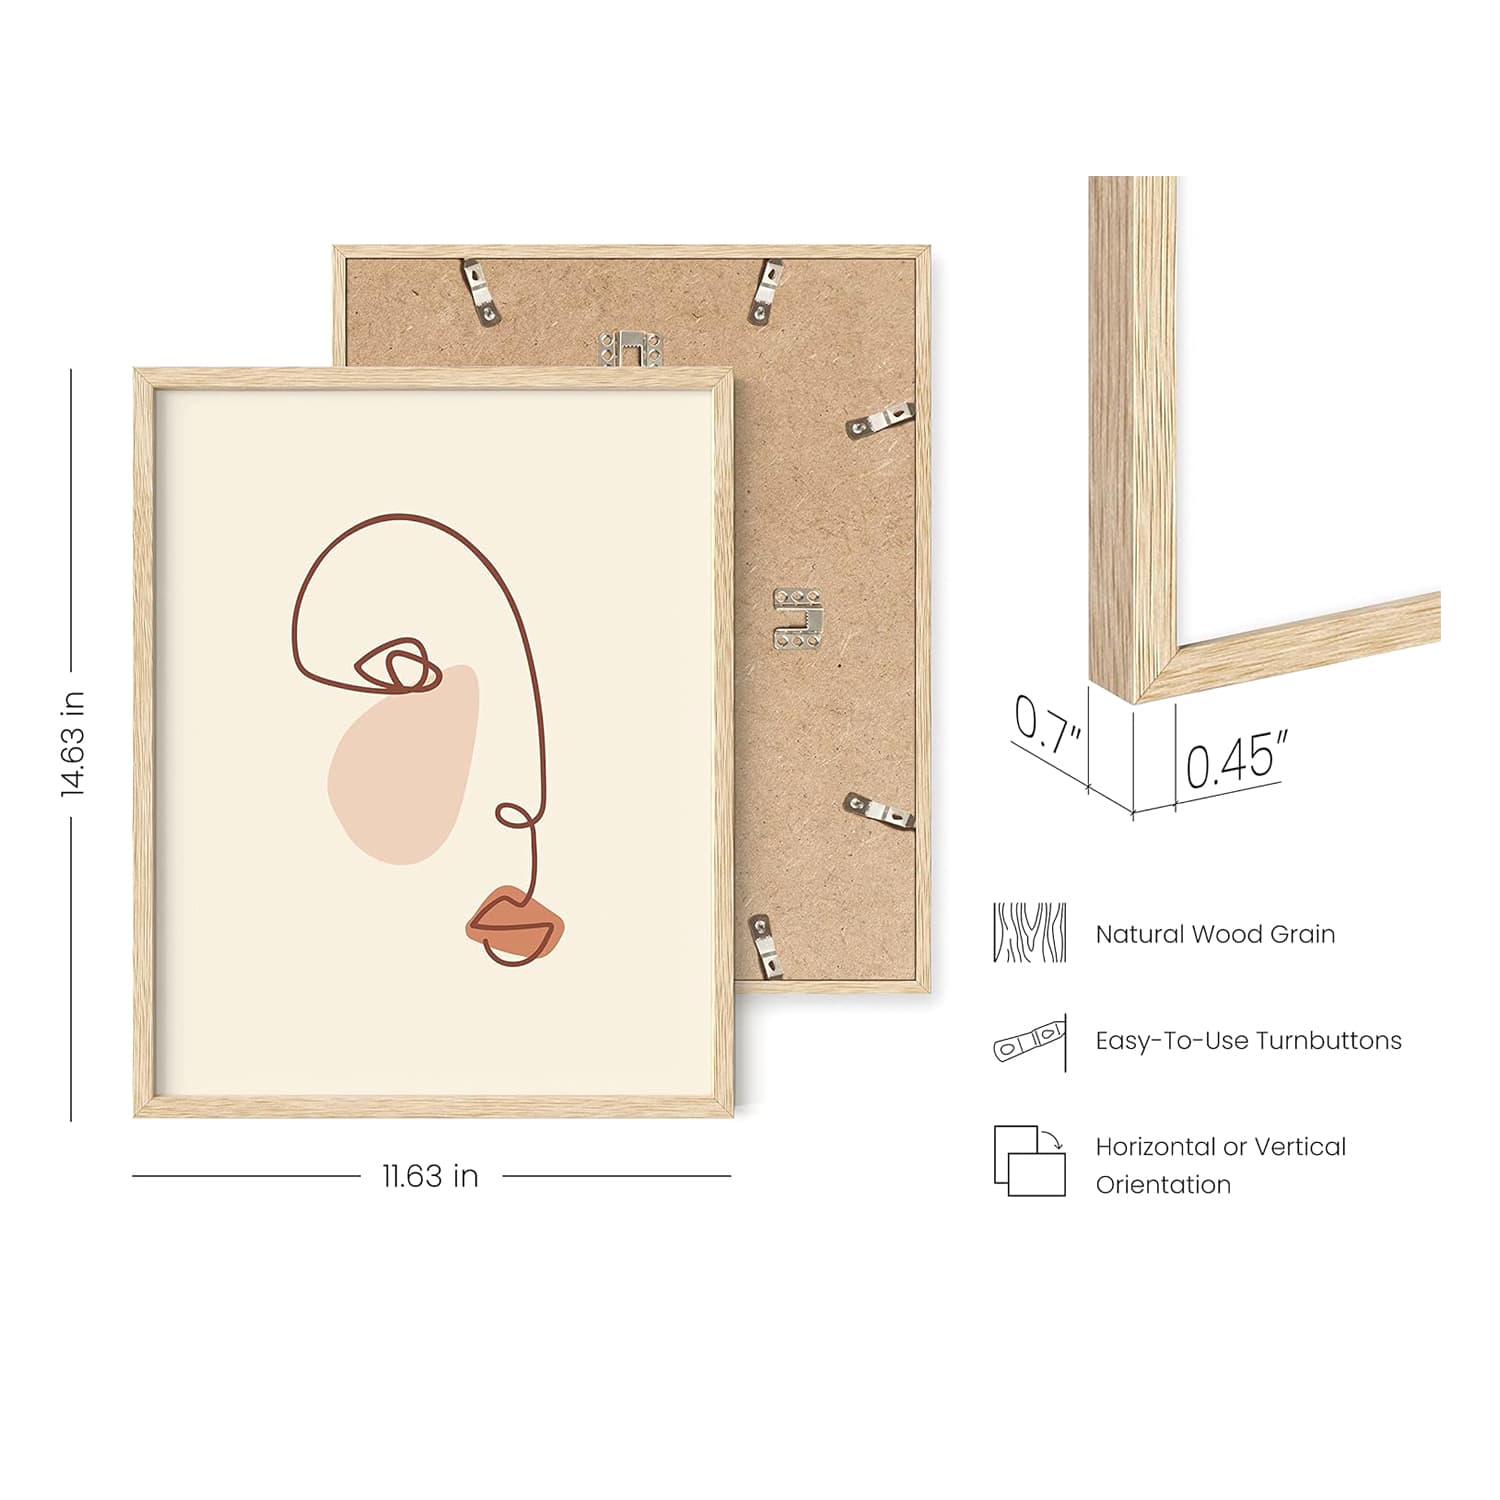 14.63 in
11.63 in
0.7"
0.45"
Natural Wood Grain
Easy-To-Use Turnbuttons
Horizontal or Vertical
Orientation